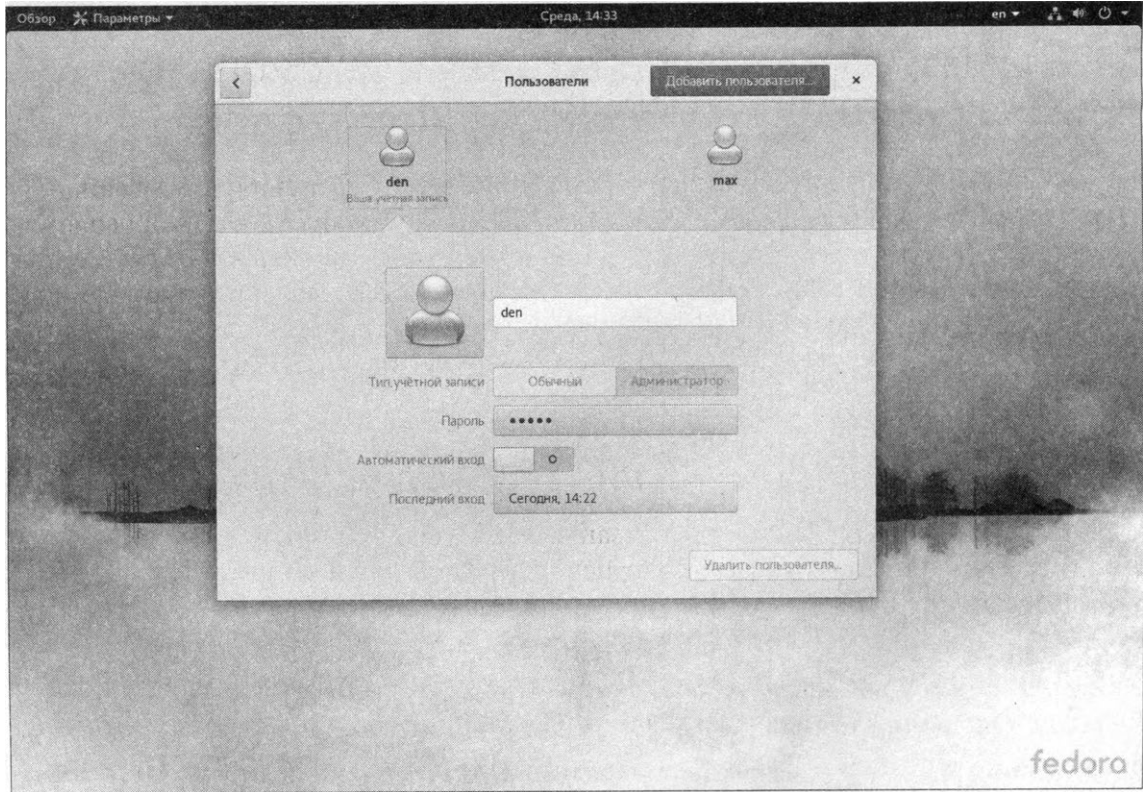 Обзор Параметры Среда, 14:33 en
Пользователи Добавить пользователя... ×
den max
Ваша учётная запись
den
Тип учётной записи Обычный Администратор
Пароль •••••
Автоматический вход
Последний вход Сегодня, 14:22
Удалить пользователя...
fedora